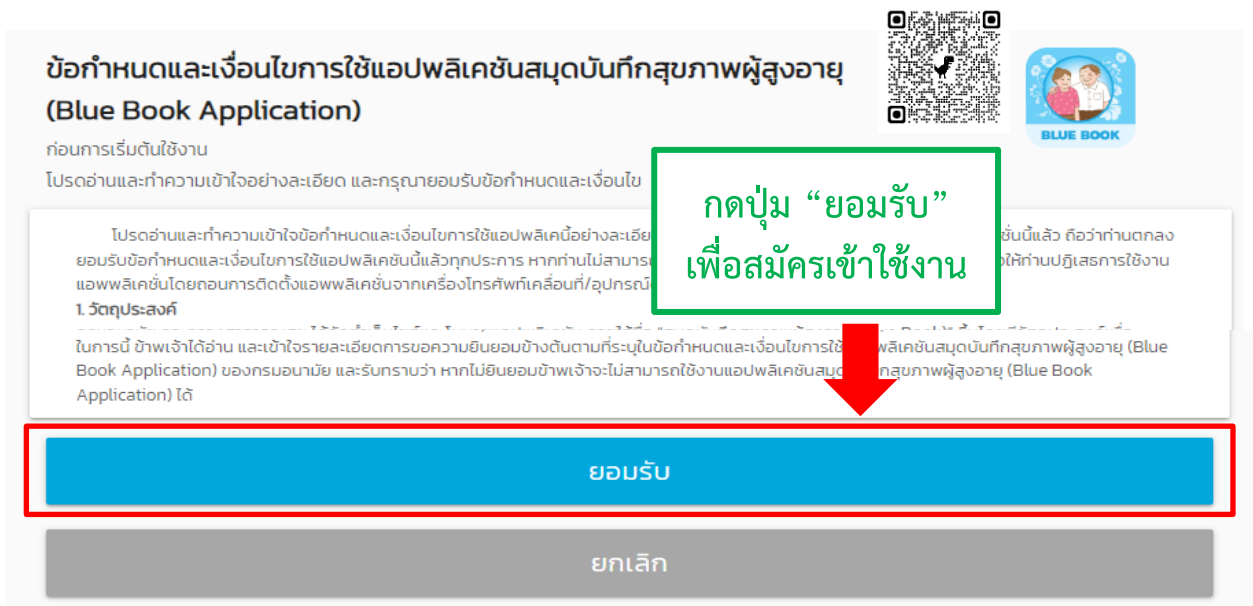 ข้อกำหนดและเงื่อนไขการใช้แอปพลิเคชันสมุดบันทึกสุขภาพผู้สูงอายุ
(Blue Book Application)
BLUE BOOK
ก่อนการเริ่มต้นใช้งาน
โปรดอ่านและทำความเข้าใจอย่างละเอียด และกรุณายอมรับข้อกำหนดและเงื่อนไข
กดปุ่ม “ยอมรับ”
เพื่อสมัครเข้าใช้งาน
โปรดอ่านและทำความเข้าใจข้อกำหนดและเงื่อนไขการใช้แอปพลิเคนี้อย่างละเอีย ชั่นนี้แล้ว ถือว่าท่านตกลง
ยอมรับข้อกำหนดและเงื่อนไขการใช้แอปพลิเคชันนี้แล้วทุกประการ หากท่านไม่สามาร ให้ท่านปฏิเสธการใช้งาน
แอพพลิเคชั่นโดยถอนการติดตั้งแอพพลิเคชั่นจากเครื่องโทรศัพท์เคลื่อนที่/อุปกรณ์
1. วัตถุประสงค์
ในการนี้ ข้าพเจ้าได้อ่าน และเข้าใจรายละเอียดการขอความยินยอมข้างต้นตามที่ระบุในข้อกำหนดและเงื่อนไขการใช้ พลิเคชันสมุดบันทึกสุขภาพผู้สูงอายุ (Blue
Book Application) ของกรมอนามัย และรับทราบว่า หากไม่ยินยอมข้าพเจ้าจะไม่สามารถใช้งานแอปพลิเคชันสมุด กสุขภาพผู้สูงอายุ (Blue Book
Application) ได้
ยอมรับ
ยกเลิก